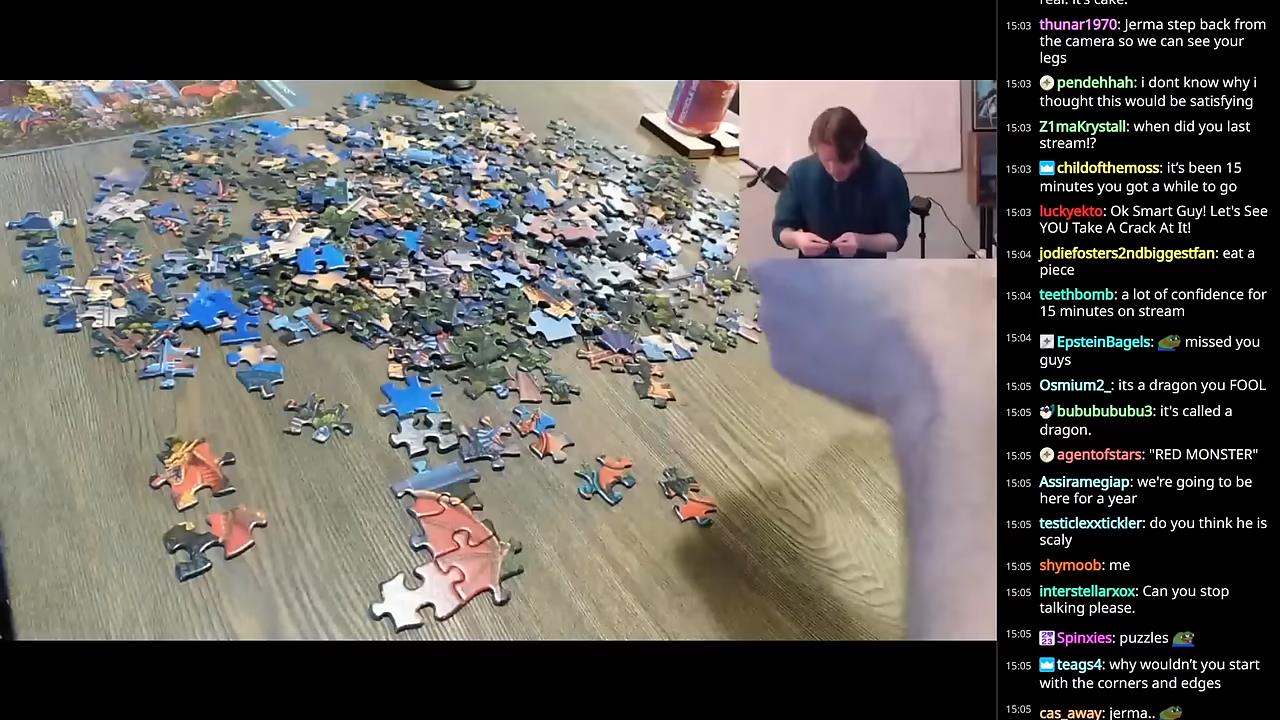 real. it's cake.
15:03 thunar1970: Jerma step back from
the camera so we can see your
legs
15:03 pendehhah: i dont know why i
thought this would be satisfying
15:03 Z1maKrystall: when did you last
stream!?
15:03 childofthemoss: it’s been 15
minutes you got a while to go
15:03 luckyekto: Ok Smart Guy! Let's See
YOU Take A Crack At It!
15:04 jodiefosters2ndbiggestfan: eat a
piece
15:04 teethbomb: a lot of confidence for
15 minutes on stream
15:04 EpsteinBagels: missed you
guys
15:05 Osmium2_: its a dragon you FOOL
15:05 bubububububu3: it's called a
dragon.
15:05 agentofstars: "RED MONSTER"
15:05 Assiramegiap: we're going to be
here for a year
15:05 testiclexxtickler: do you think he is
scaly
15:05 shymoob: me
15:05 interstellarxox: Can you stop
talking please.
15:05 Spinxies: puzzles
15:05 teags4: why wouldn’t you start
with the corners and edges
15:05 cas_away: jerma..